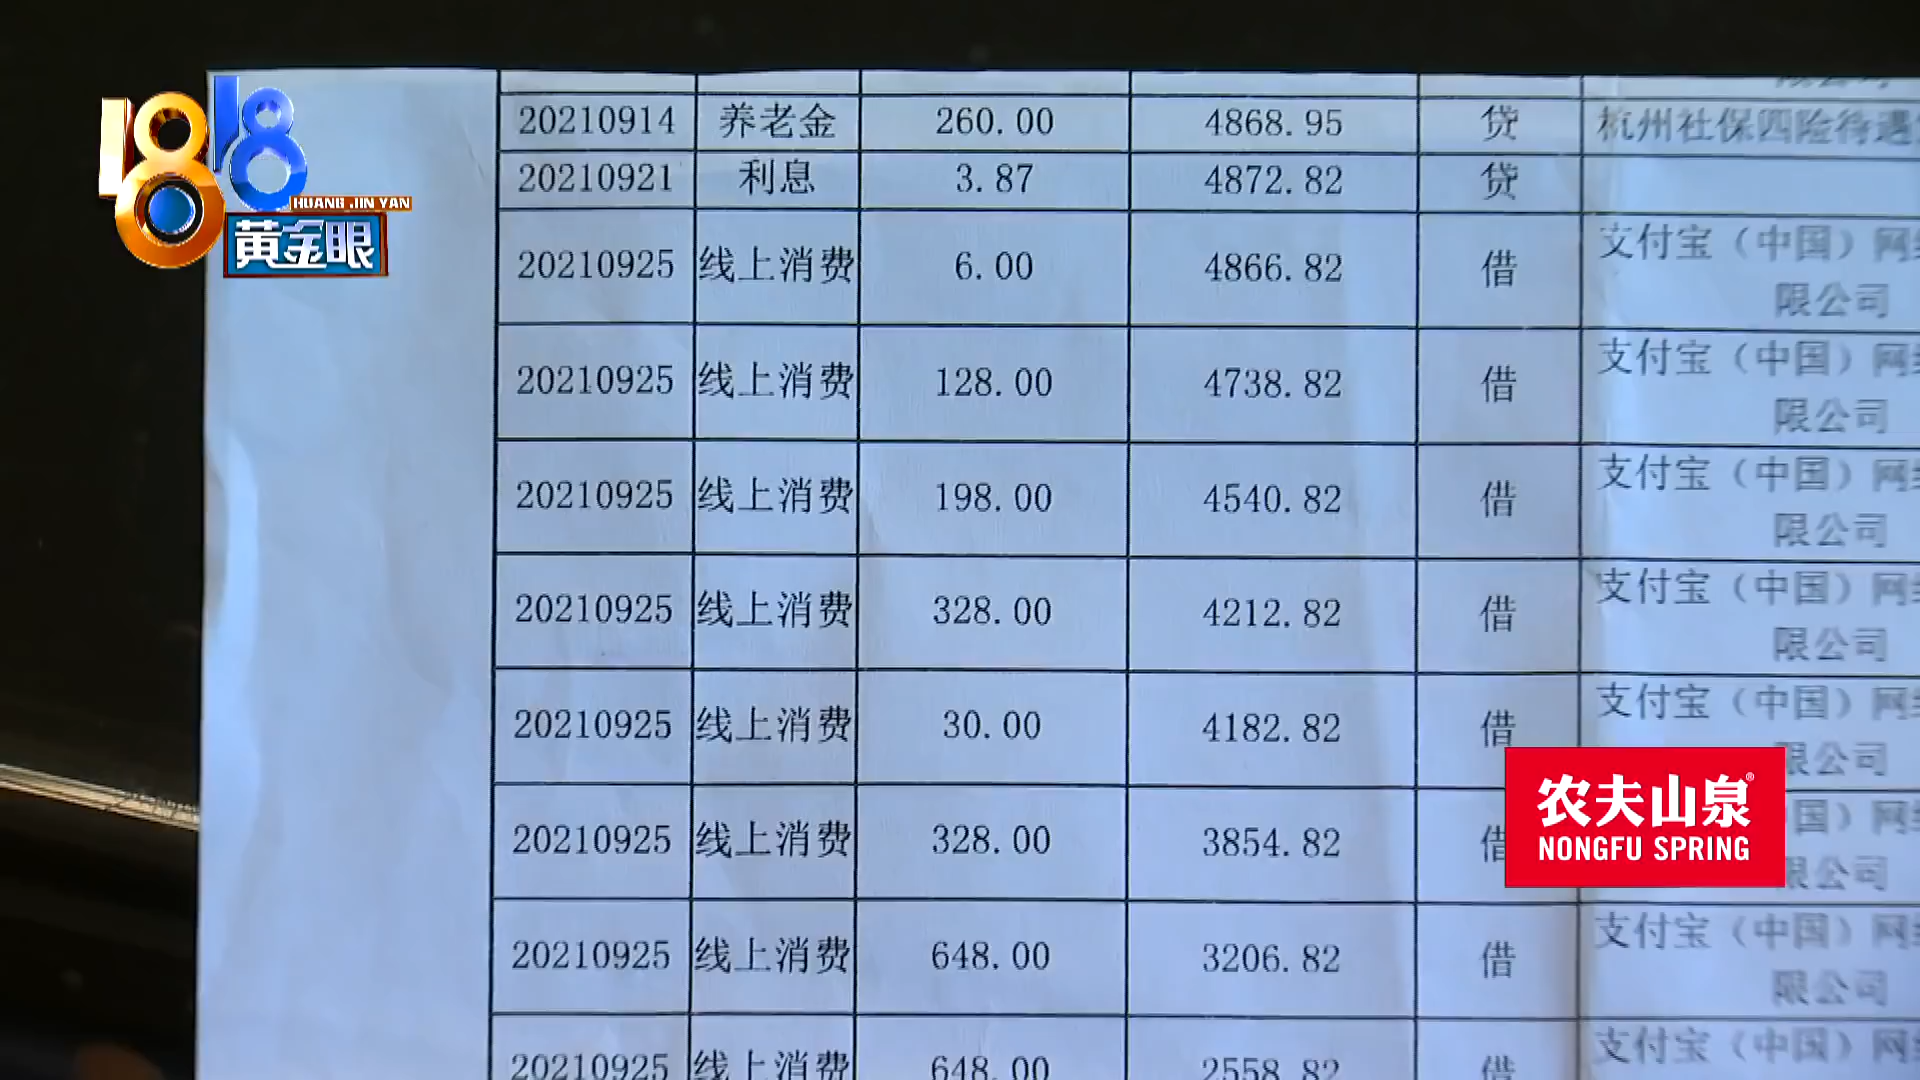 1818
HUANG JIN YAN
黄金眼
20210914 养老金 260.00 4868.95 贷 杭州社保四险待遇
20210921 利息 3.87 4872.82 贷
20210925 线上消费 6.00 4866.82 借 支付宝（中国）网
限公司
20210925 线上消费 128.00 4738.82 借 支付宝（中国）网
限公司
20210925 线上消费 198.00 4540.82 借 支付宝（中国）网
限公司
20210925 线上消费 328.00 4212.82 借 支付宝（中国）网
限公司
20210925 线上消费 30.00 4182.82 借 支付宝（中国）网
限公司
20210925 线上消费 328.00 3854.82 借 国）网
限公司
20210925 线上消费 648.00 3206.82 借 支付宝（中国）网
限公司
20210925 线上消费 648.00 2558.82 借 支付宝（中国）网
农夫山泉®
NONGFU SPRING